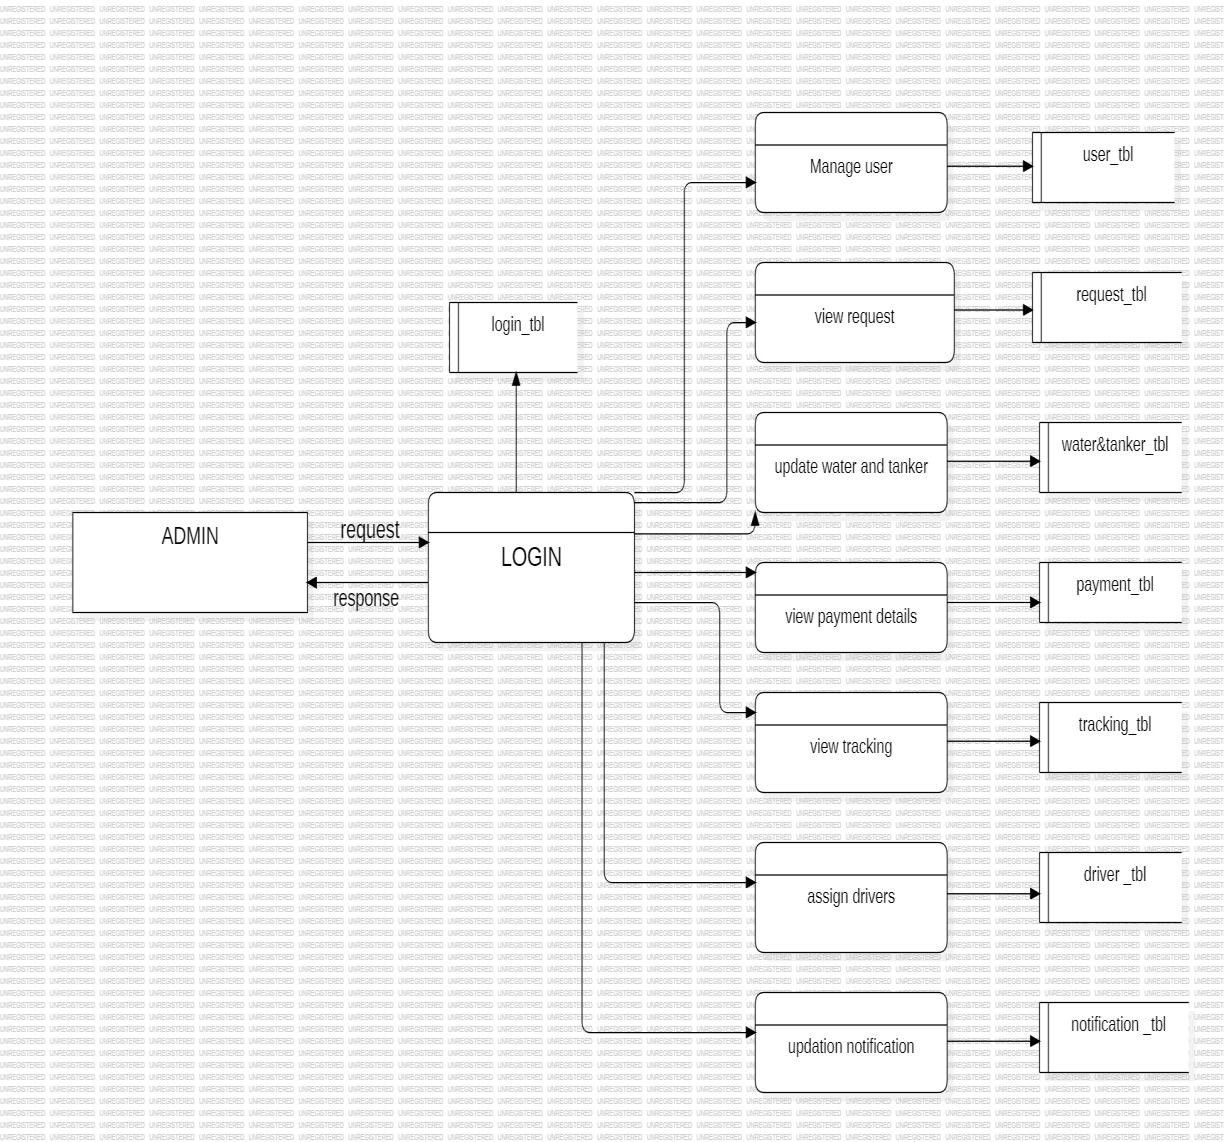 Manage user
user_tbl
view request
request_tbl
login_tbl
update water and tanker
water&tanker_tbl
ADMIN
request
response
LOGIN
view payment details
payment_tbl
view tracking
tracking_tbl
assign drivers
driver _tbl
updation notification
notification _tbl
UNREGISTERED